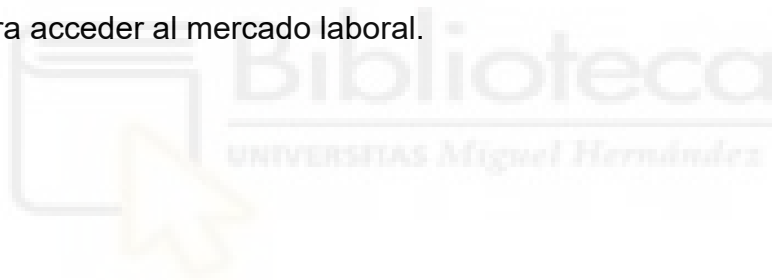 ra acceder al mercado laboral.
Biblioteca
UNIVERSITAS Miguel Hernández